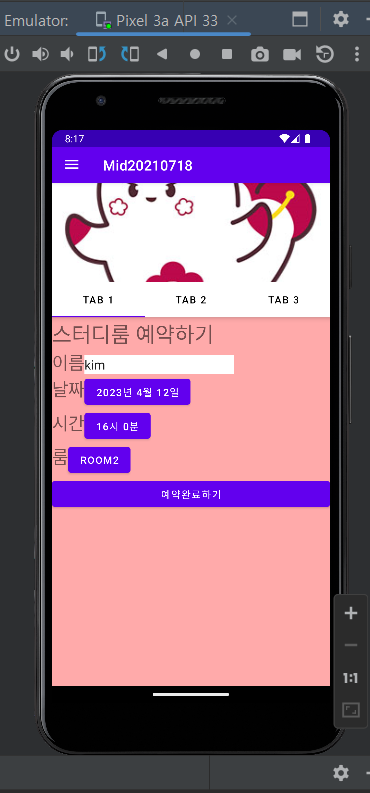 Emulator: Pixel 3a API 33
8:17
Mid20210718
TAB 1 TAB 2 TAB 3
스터디룸 예약하기
이름 kim
날짜 2023년 4월 12일
시간 16시 0분
룸 ROOM2
예약완료하기
1:1